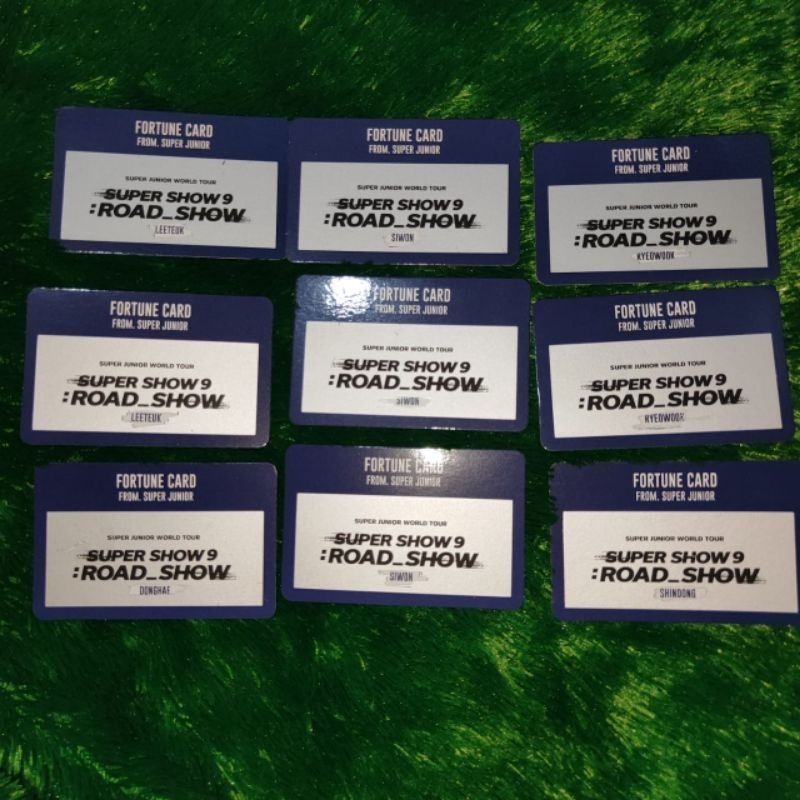 FORTUNE CARD
FROM. SUPER JUNIOR
SUPER JUNIOR WORLD TOUR
SUPER SHOW 9
:ROAD_SHOW
LEETEUK
FORTUNE CARD
FROM. SUPER JUNIOR
SUPER JUNIOR WORLD TOUR
SUPER SHOW 9
:ROAD_SHOW
SIWON
FORTUNE CARD
FROM. SUPER JUNIOR
SUPER JUNIOR WORLD TOUR
SUPER SHOW 9
:ROAD_SHOW
RYEOWOOK
FORTUNE CARD
FROM. SUPER JUNIOR
SUPER JUNIOR WORLD TOUR
SUPER SHOW 9
:ROAD_SHOW
LEETEUK
FORTUNE CARD
FROM. SUPER JUNIOR
SUPER JUNIOR WORLD TOUR
SUPER SHOW 9
:ROAD_SHOW
SIWON
FORTUNE CARD
FROM. SUPER JUNIOR
SUPER JUNIOR WORLD TOUR
SUPER SHOW 9
:ROAD_SHOW
RYEOWOOK
FORTUNE CARD
FROM. SUPER JUNIOR
SUPER JUNIOR WORLD TOUR
SUPER SHOW 9
:ROAD_SHOW
DONGHAE
FORTUNE CARD
FROM. SUPER JUNIOR
SUPER JUNIOR WORLD TOUR
SUPER SHOW 9
:ROAD_SHOW
SIWON
FORTUNE CARD
FROM. SUPER JUNIOR
SUPER JUNIOR WORLD TOUR
SUPER SHOW 9
:ROAD_SHOW
SHINDONG